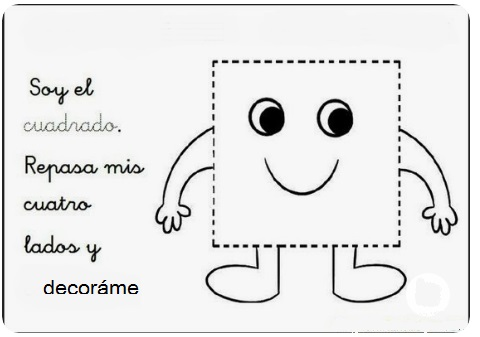 Soy el
cuadrado.
Repasa mis
cuatro
lados y
decoráme